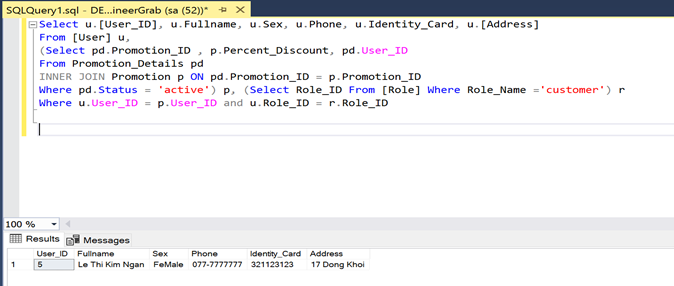 SQLQuery1.sql - DE...ineerGrab (sa (52))*
Select u.[User_ID], u.Fullname, u.Sex, u.Phone, u.Identity_Card, u.[Address]
From [User] u,
(Select pd.Promotion_ID , p.Percent_Discount, pd.User_ID
From Promotion_Details pd
INNER JOIN Promotion p ON pd.Promotion_ID = p.Promotion_ID
Where pd.Status = 'active') p, (Select Role_ID From [Role] Where Role_Name ='customer') r
Where u.User_ID = p.User_ID and u.Role_ID = r.Role_ID
100 %
Results Messages
User_ID Fullname Sex Phone Identity_Card Address
1 5 Le Thi Kim Ngan FeMale 077-7777777 321123123 17 Dong Khoi